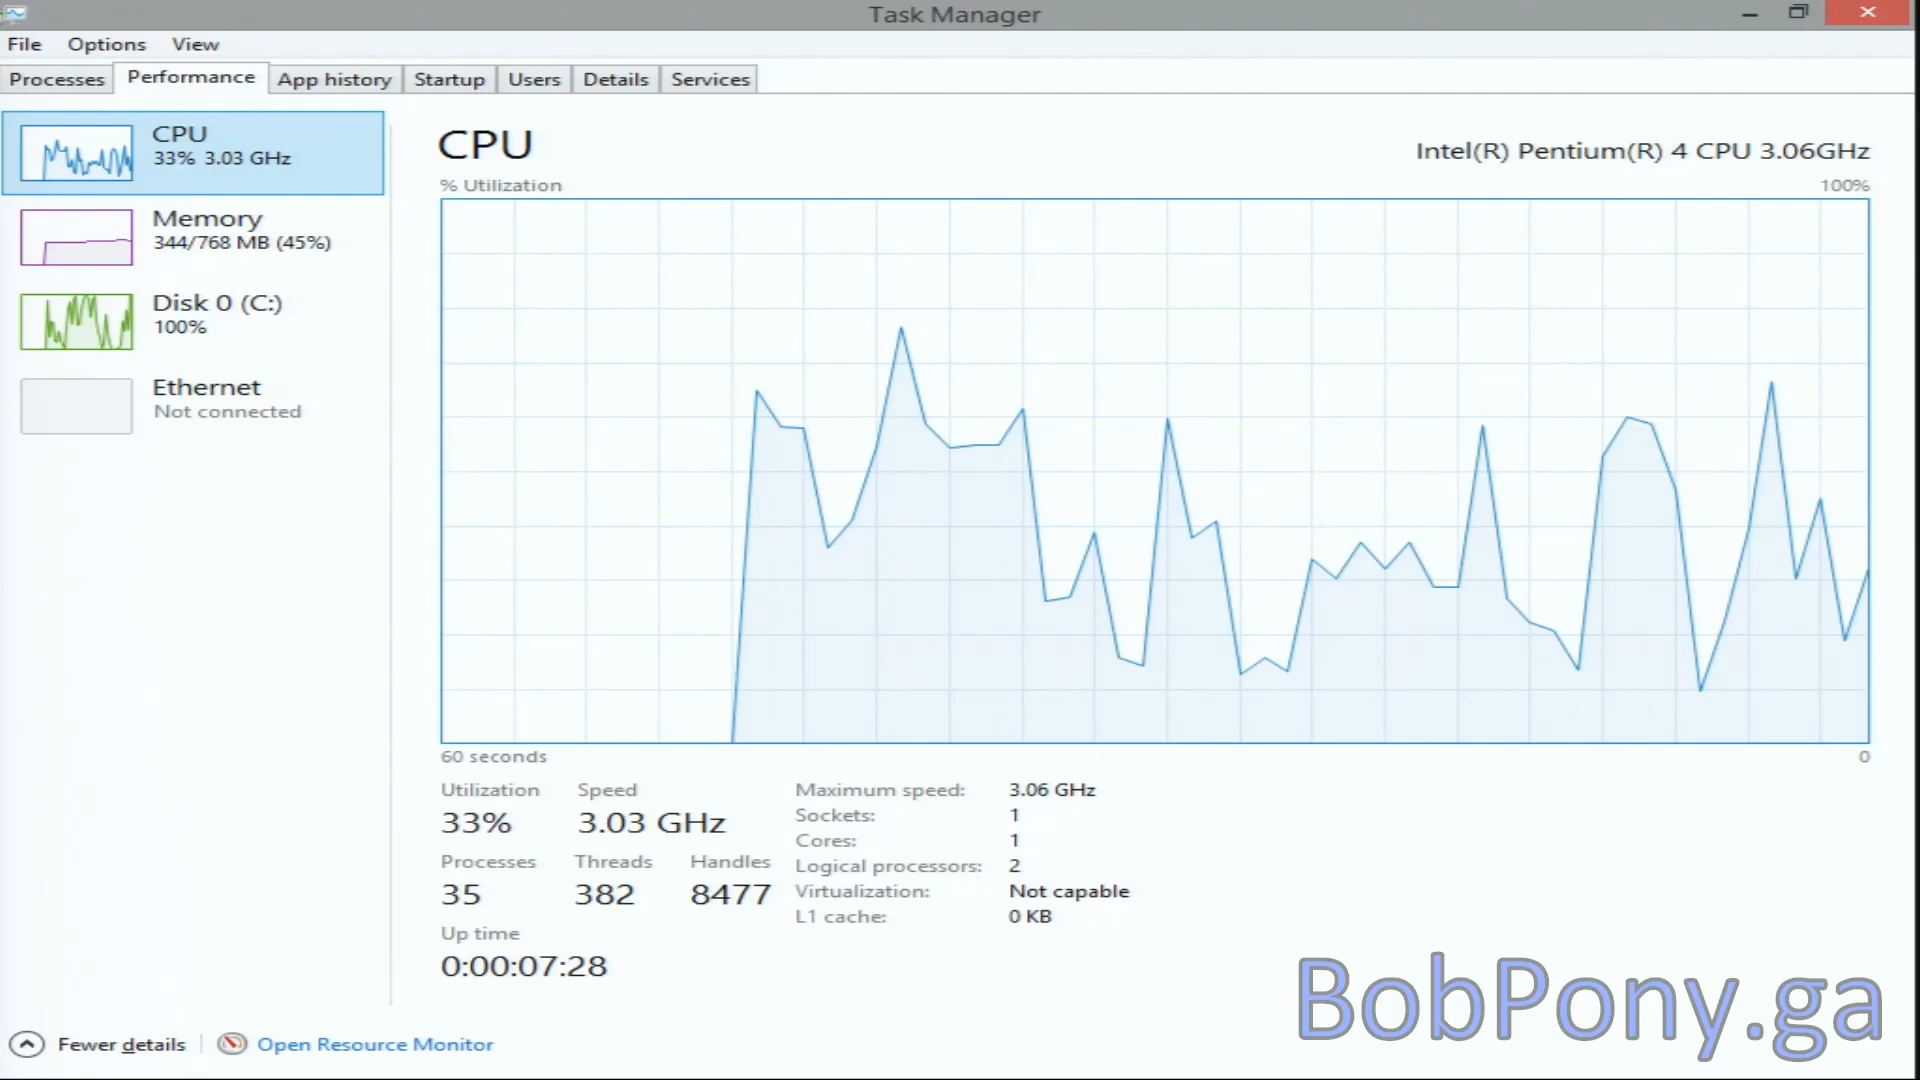 Task Manager
File Options View
Processes Performance App history Startup Users Details Services
CPU
33% 3.03 GHz
Memory
344/768 MB (45%)
Disk 0 (C:)
100%
Ethernet
Not connected
CPU
Intel(R) Pentium(R) 4 CPU 3.06GHz
% Utilization
100%
60 seconds
0
Utilization Speed
33% 3.03 GHz
Processes Threads Handles
35 382 8477
Up time
0:00:07:28
Maximum speed: 3.06 GHz
Sockets: 1
Cores: 1
Logical processors: 2
Virtualization: Not capable
L1 cache: 0 KB
Fewer details
Open Resource Monitor
BobPony.ga